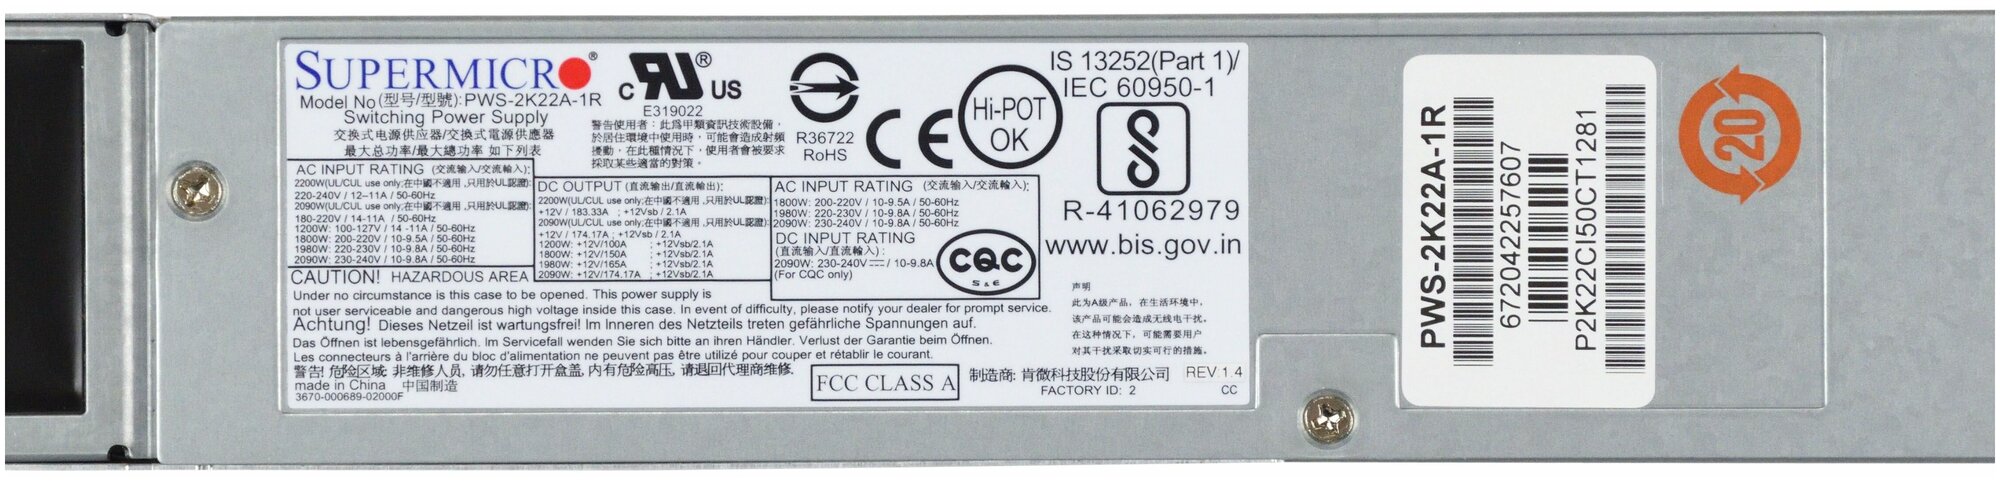 SUPERMICR®
Model No (型号/型號): PWS-2K22A-1R
Switching Power Supply
交换式电源供应器/交換式電源供應器
最大总功率/最大總功率 如下列表
C UL ® US
E319022
警告使用者: 此為甲類資訊技術設備,
於居住環境中使用時, 可能會造成射頻
擾動, 在此種情況下, 使用者會被要求
採取某些適當的對策。
R36722
RoHS
CE
Hi-POT
OK
IS 13252(Part 1)/
IEC 60950-1
R-41062979
www.bis.gov.in
AC INPUT RATING (交流输入/交流輸入):
2200W(UL/CUL use only;在中國不適用,只用於UL認證):
220-240V / 12-11A / 50-60Hz
2090W(UL/CUL use only;在中國不適用,只用於UL認證):
180-220V / 14-11A / 50-60Hz
1200W: 100-127V / 14 -11A / 50-60Hz
1800W: 200-220V / 10-9.5A / 50-60Hz
1980W: 220-230V / 10-9.8A / 50-60Hz
2090W: 230-240V / 10-9.8A / 50-60Hz
DC OUTPUT (直流输出/直流輸出):
2200W(UL/CUL use only;在中國不適用,只用於UL認證):
+12V / 183.33A ; +12Vsb / 2.1A
2090W(UL/CUL use only;在中國不適用,只用於UL認證):
+12V / 174.17A ; +12Vsb / 2.1A
1200W: +12V/100A ; +12Vsb/2.1A
1800W: +12V/150A ; +12Vsb/2.1A
1980W: +12V/165A ; +12Vsb/2.1A
2090W: +12V/174.17A ; +12Vsb/2.1A
AC INPUT RATING (交流输入/交流輸入):
1800W: 200-220V / 10-9.5A / 50-60Hz
1980W: 220-230V / 10-9.8A / 50-60Hz
2090W: 230-240V / 10-9.8A / 50-60Hz
DC INPUT RATING
(直流输入/直流輸入):
2090W: 230-240V⎓ / 10-9.8A
(For CQC only)
CQC
S & E
CAUTION! HAZARDOUS AREA
Under no circumstance is this case to be opened. This power supply is
not user serviceable and dangerous high voltage inside this case. In event of difficulty, please notify your dealer for prompt service.
Achtung! Dieses Netzeil ist wartungsfrei! Im Inneren des Netzteils treten gefährliche Spannungen auf.
Das Öffnen ist lebensgefährlich. Im Servicefall wenden Sie sich bitte an ihren Händler. Verlust der Garantie beim Öffnen.
Les connecteurs à l'arrière du bloc d'alimentation ne peuvent pas être utilizé pour couper et rétablir le courant.
警告! 危险区域: 非维修人员, 请勿任意打开盒盖, 内有危险高压, 请退回代理商维修.
made in China 中国制造
3670-000689-02000F
FCC CLASS A
声明
此为A级产品, 在生活环境中,
该产品可能会造成无线电干扰,
在这种情况下, 可能需要用户
对其干扰采取切实可行的措施。
制造商: 肯微科技股份有限公司
FACTORY ID: 2
REV:1.4
CC
PWS-2K22A-1R
672042257607
P2K22CI50CT1281
20